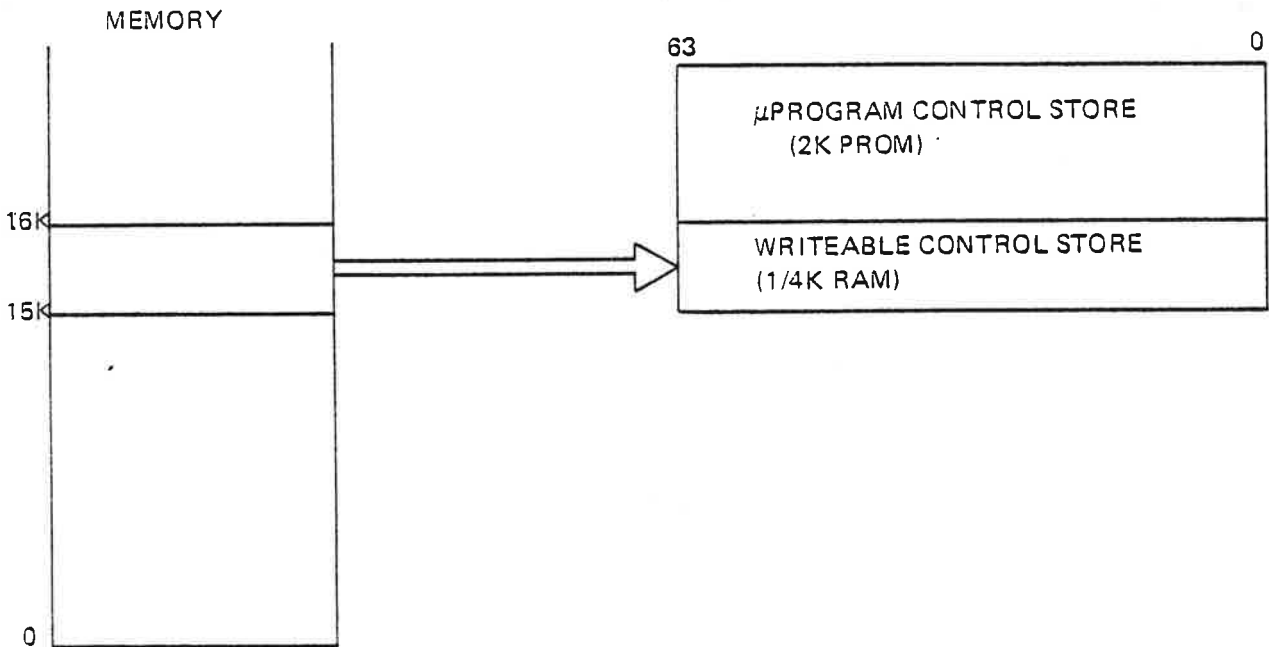 MEMORY
63
0
μPROGRAM CONTROL STORE
(2K PROM)
16K
WRITEABLE CONTROL STORE
(1/4K RAM)
15K
0